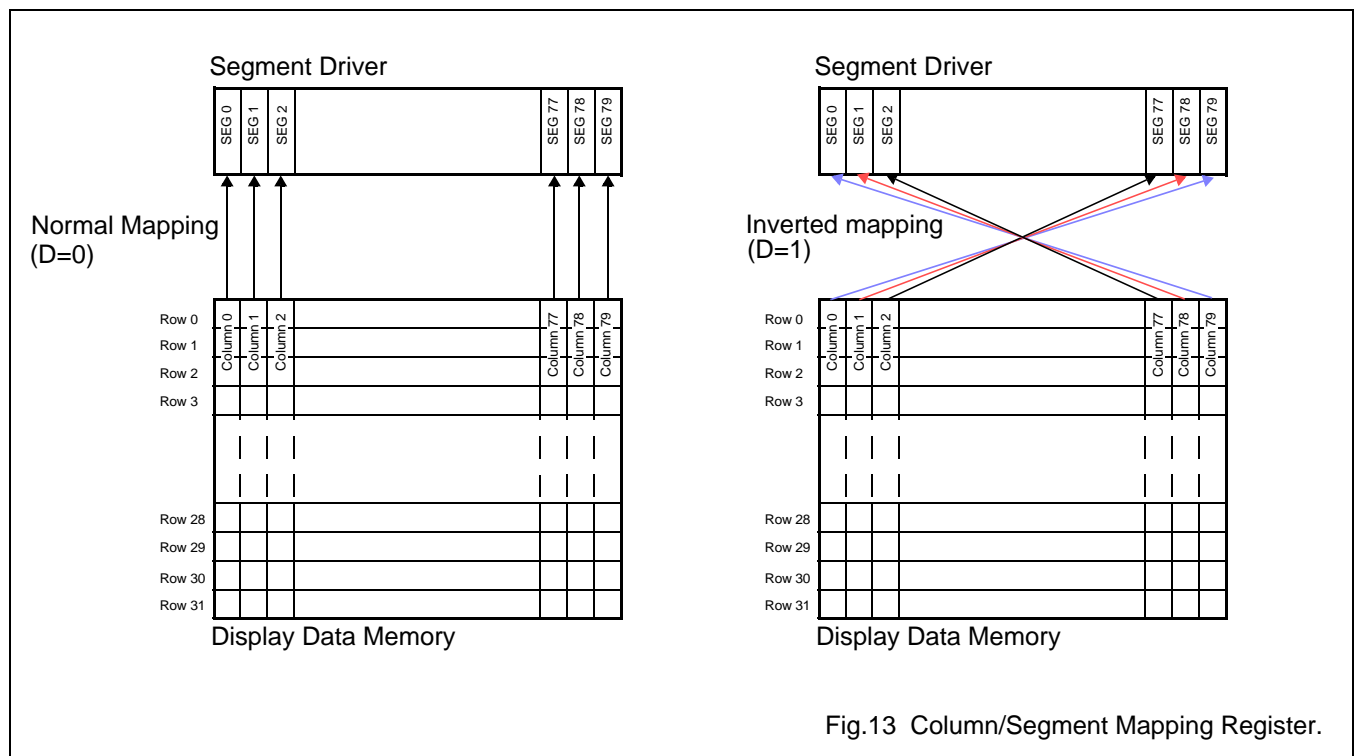 Segment Driver
SEG 0
SEG 1
SEG 2
SEG 77
SEG 78
SEG 79
Normal Mapping
(D=0)
Row 0
Row 1
Row 2
Row 3
Column 0
Column 1
Column 2
Column 77
Column 78
Column 79
Row 28
Row 29
Row 30
Row 31
Display Data Memory
Segment Driver
SEG 0
SEG 1
SEG 2
SEG 77
SEG 78
SEG 79
Inverted mapping
(D=1)
Row 0
Row 1
Row 2
Row 3
Column 0
Column 1
Column 2
Column 77
Column 78
Column 79
Row 28
Row 29
Row 30
Row 31
Display Data Memory
Fig.13 Column/Segment Mapping Register.